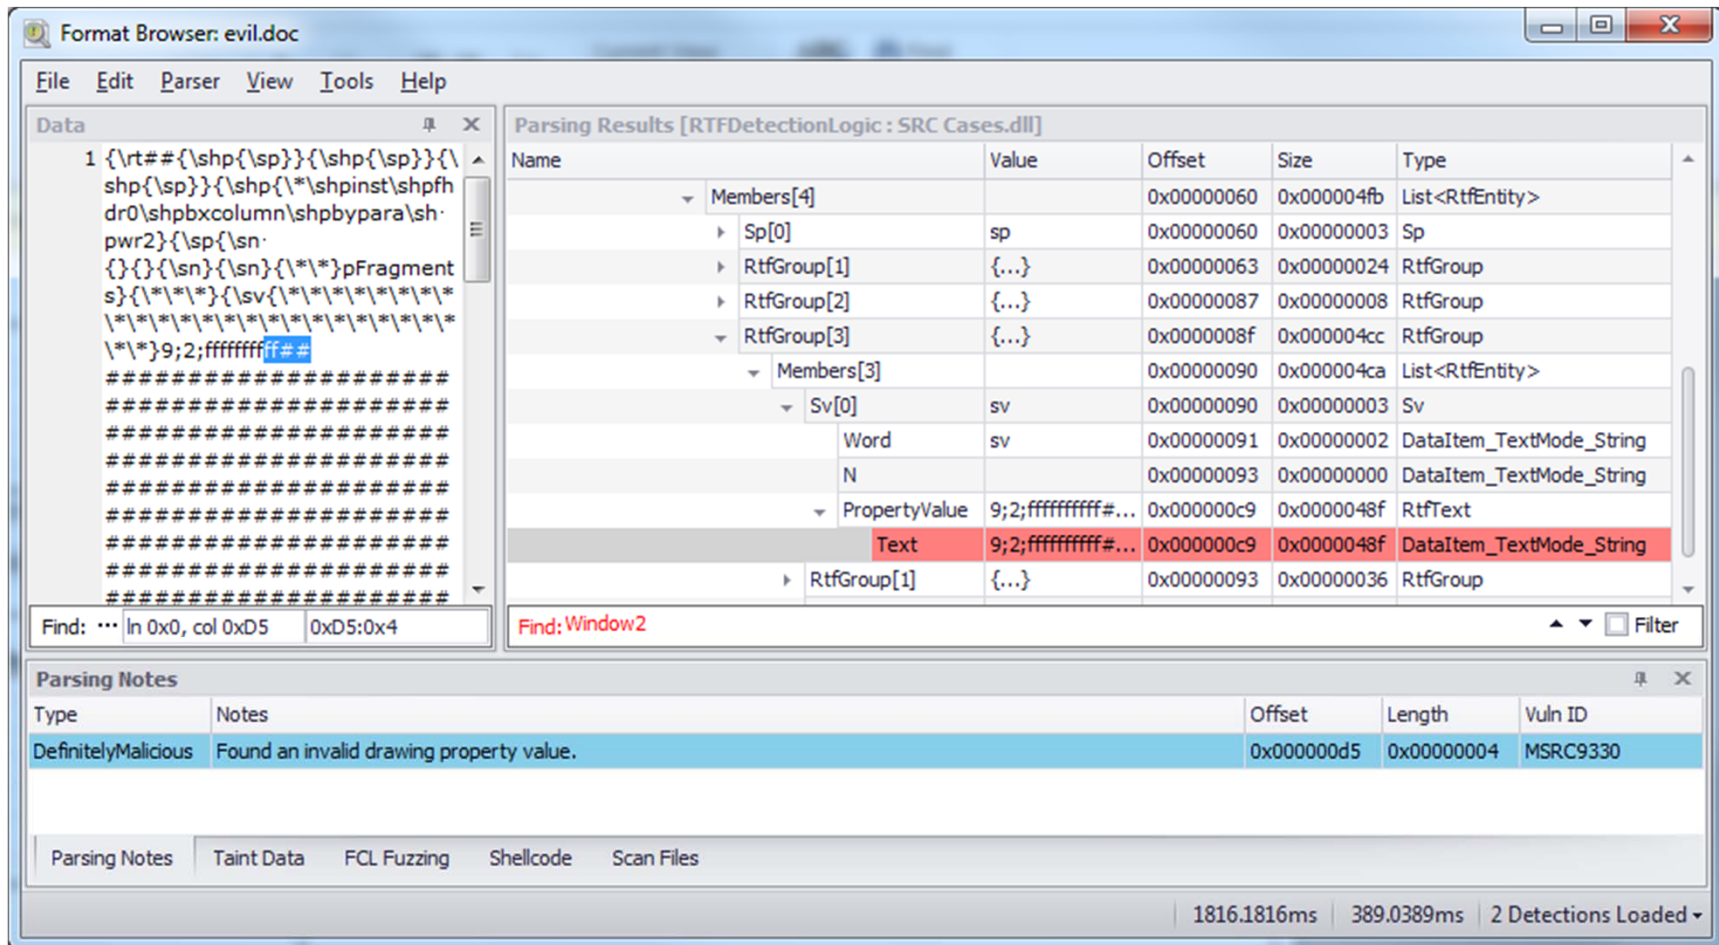 Format Browser: evil.doc
File Edit Parser View Tools Help
Data
1 {\rt##{\shp{\sp}}{\shp{\sp}}{\
shp{\sp}}{\shp{\*\shpinst\shpfh
dr0\shpbxcolumn\shpbypara\sh·
pwr2}{\sp{\sn·
{}{}{\sn}{\sn}{\*\*}pFragment
s}{\*\*\*}{\sv{\*\*\*\*\*\*\*\*
\*\*\*\*\*\*\*\*\*\*\*\*\*\*\*\*
\*\*}9;2;ffffffffff##
#####################
#####################
#####################
#####################
#####################
#####################
#####################
#####################
#####################
Find: ··· ln 0x0, col 0xD5 0xD5:0x4
Parsing Results [RTFDetectionLogic : SRC Cases.dll]
Name Value Offset Size Type
Members[4] 0x00000060 0x000004fb List<RtfEntity>
Sp[0] sp 0x00000060 0x00000003 Sp
RtfGroup[1] {...} 0x00000063 0x00000024 RtfGroup
RtfGroup[2] {...} 0x00000087 0x00000008 RtfGroup
RtfGroup[3] {...} 0x0000008f 0x000004cc RtfGroup
Members[3] 0x00000090 0x000004ca List<RtfEntity>
Sv[0] sv 0x00000090 0x00000003 Sv
Word sv 0x00000091 0x00000002 DataItem_TextMode_String
N 0x00000093 0x00000000 DataItem_TextMode_String
PropertyValue 9;2;ffffffffff#... 0x000000c9 0x0000048f RtfText
Text 9;2;ffffffffff#... 0x000000c9 0x0000048f DataItem_TextMode_String
RtfGroup[1] {...} 0x00000093 0x00000036 RtfGroup
Find: Window2 Filter
Parsing Notes
Type Notes Offset Length Vuln ID
DefinitelyMalicious Found an invalid drawing property value. 0x000000d5 0x00000004 MSRC9330
Parsing Notes Taint Data FCL Fuzzing Shellcode Scan Files
1816.1816ms 389.0389ms 2 Detections Loaded